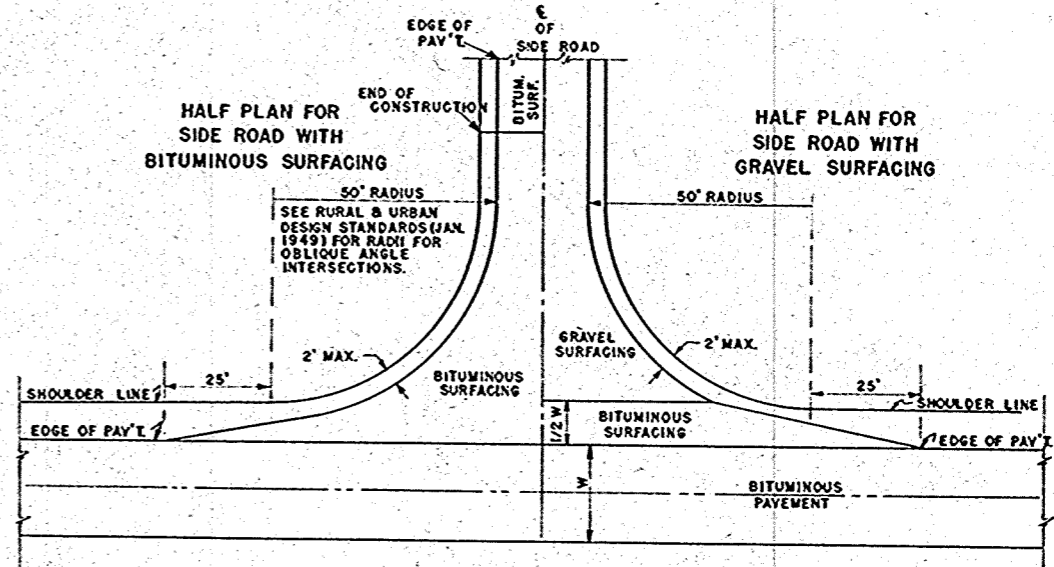 ℄
OF
SIDE ROAD
EDGE OF
PAV'T.
BITUM.
SURF.
END OF
CONSTRUCTION
HALF PLAN FOR
SIDE ROAD WITH
BITUMINOUS SURFACING
HALF PLAN FOR
SIDE ROAD WITH
GRAVEL SURFACING
50' RADIUS
50' RADIUS
SEE RURAL & URBAN
DESIGN STANDARDS (JAN.
1949) FOR RADII FOR
OBLIQUE ANGLE
INTERSECTIONS.
2' MAX.
GRAVEL
SURFACING
2' MAX.
25'
BITUMINOUS
SURFACING
25'
SHOULDER LINE
SHOULDER LINE
1/2 W
BITUMINOUS
SURFACING
EDGE OF PAV'T.
EDGE OF PAV'T.
W
BITUMINOUS
PAVEMENT